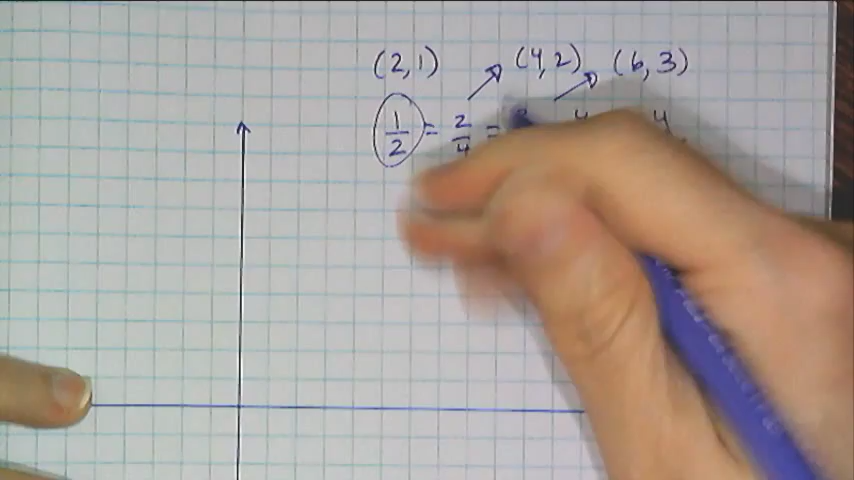 (2,1) (4,2) (6,3)
1/2 = 2/4 =